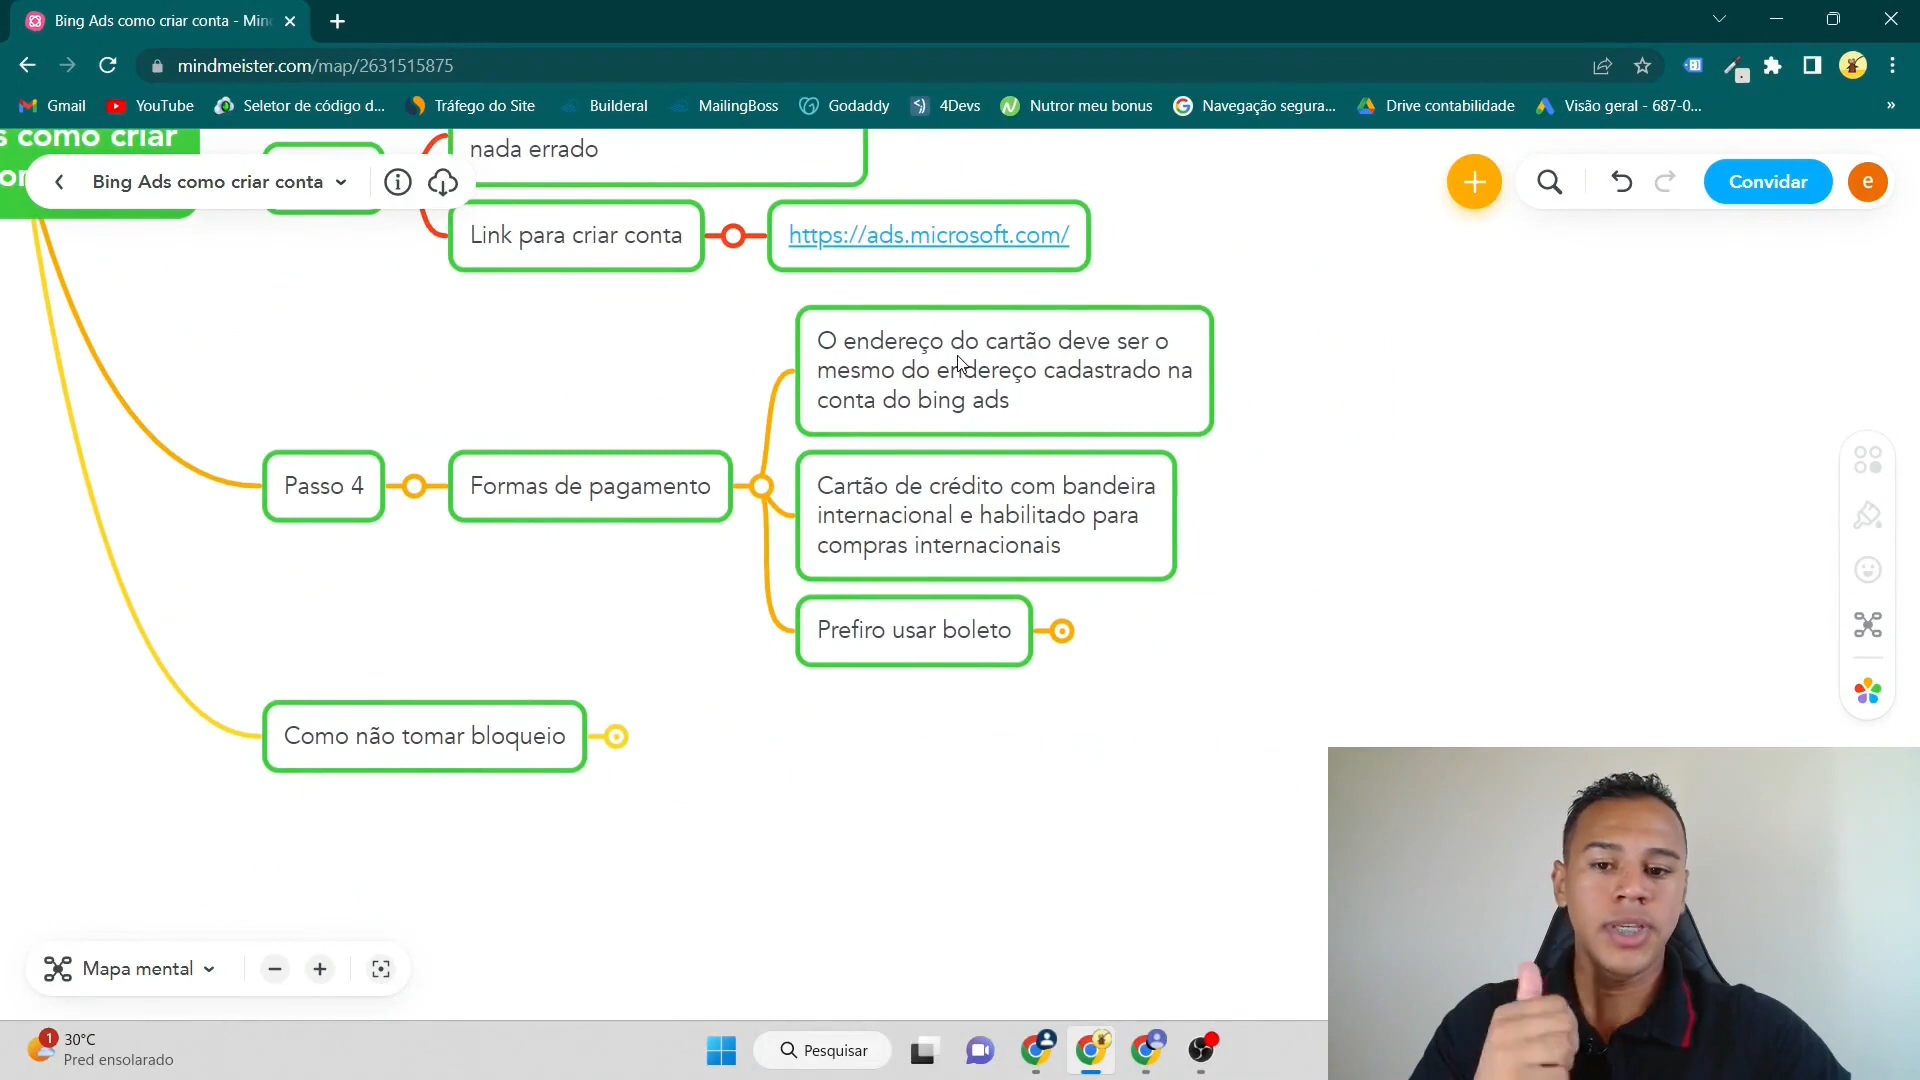 Bing Ads como criar conta - Min
mindmeister.com/map/2631515875
Gmail
YouTube
Seletor de código d...
Tráfego do Site
Builderal
MailingBoss
Godaddy
4Devs
Nutror meu bonus
Navegação segura...
Drive contabilidade
Visão geral - 687-0...
»
s como criar
or
nada errado
Bing Ads como criar conta
Convidar
e
Link para criar conta
https://ads.microsoft.com/
O endereço do cartão deve ser o
mesmo do endereço cadastrado na
conta do bing ads
Passo 4
Formas de pagamento
Cartão de crédito com bandeira
internacional e habilitado para
compras internacionais
Prefiro usar boleto
Como não tomar bloqueio
Mapa mental
1
30°C
Pred ensolarado
Pesquisar